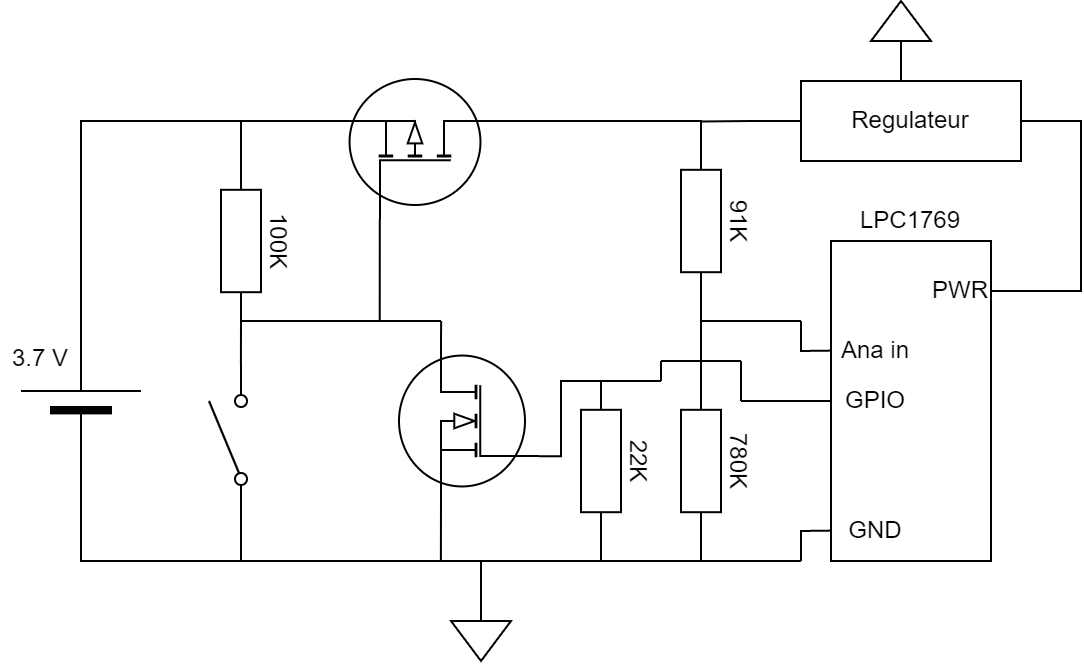 Regulateur
LPC1769
100K
91K
PWR
3.7 V
Ana in
GPIO
22K
780K
GND